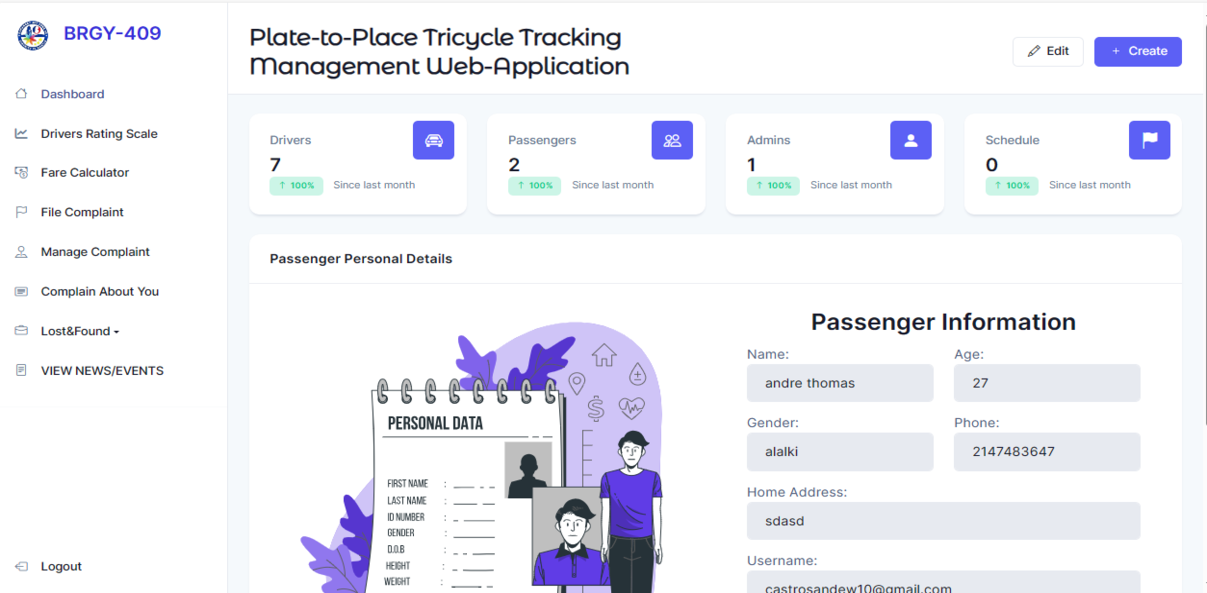 BRGY-409
Dashboard
Drivers Rating Scale
Fare Calculator
File Complaint
Manage Complaint
Complain About You
Lost&Found
VIEW NEWS/EVENTS
Logout
Plate-to-Place Tricycle Tracking
Management Web-Application
Edit
+ Create
Drivers
7
↑ 100% Since last month
Passengers
2
↑ 100% Since last month
Admins
1
↑ 100% Since last month
Schedule
0
↑ 100% Since last month
Passenger Personal Details
PERSONAL DATA
FIRST NAME :
LAST NAME :
ID NUMBER :
GENDER :
D.O.B :
HEIGHT :
WEIGHT :
Passenger Information
Name: Age:
andre thomas 27
Gender: Phone:
alalki 2147483647
Home Address:
sdasd
Username:
castrosandew10@gmail.com